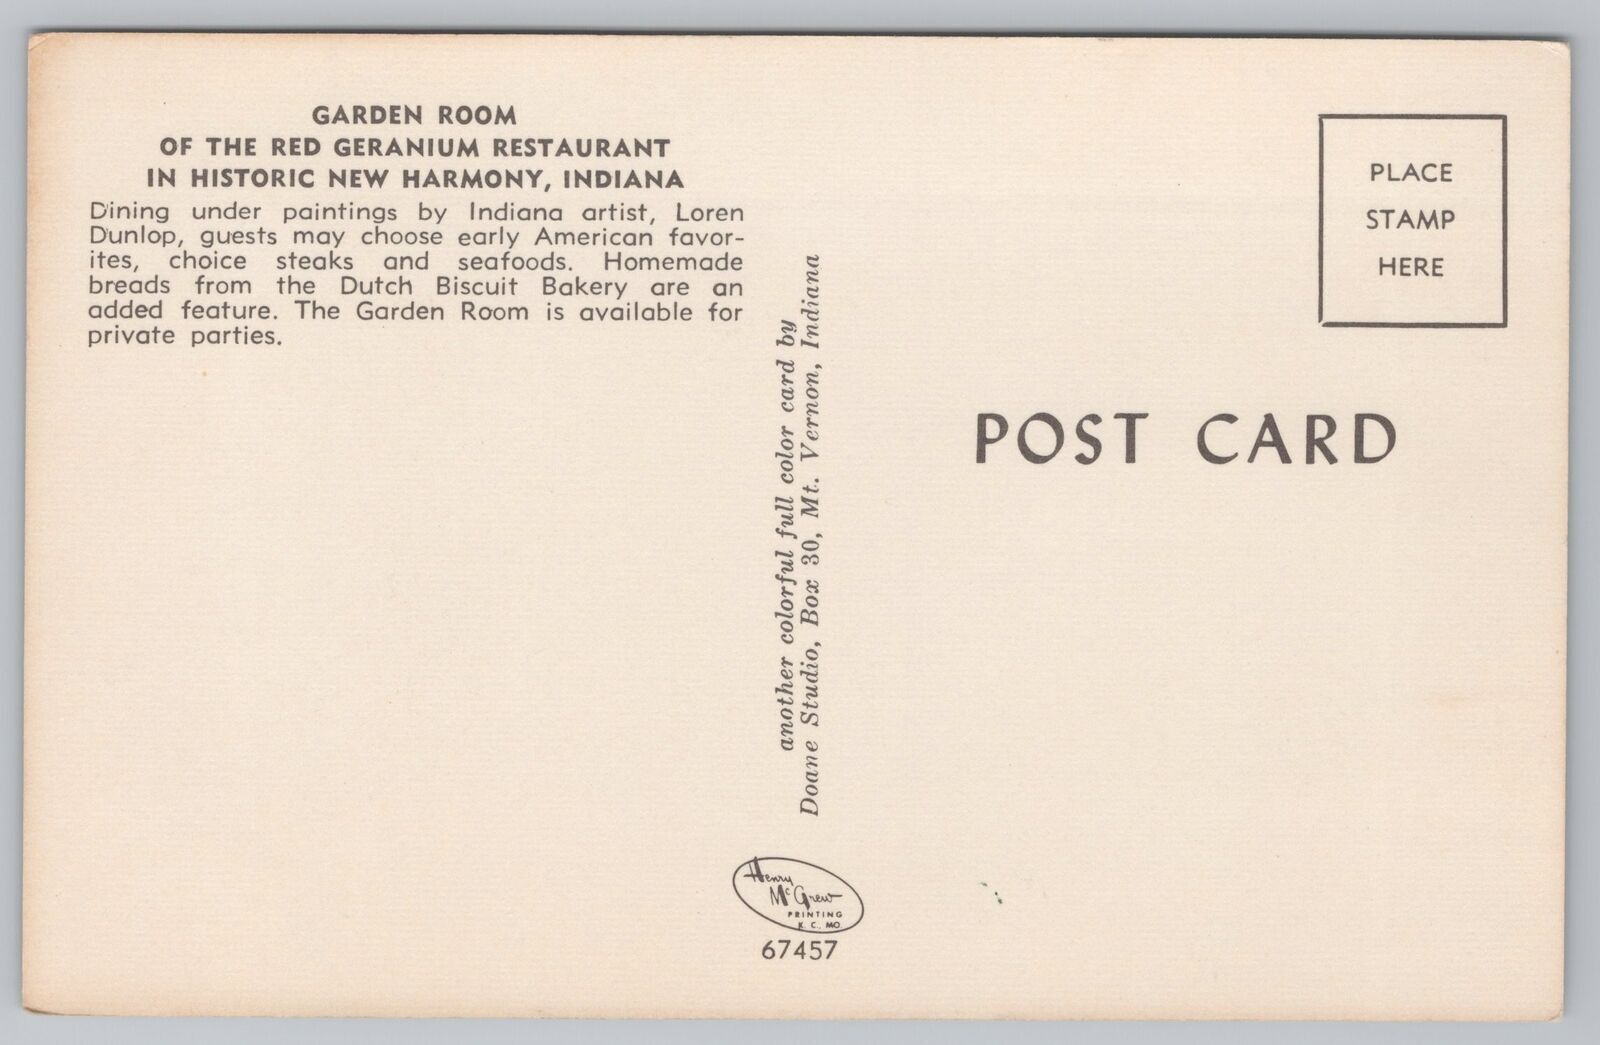 GARDEN ROOM
OF THE RED GERANIUM RESTAURANT
IN HISTORIC NEW HARMONY, INDIANA
Dining under paintings by Indiana artist, Loren
Dunlop, guests may choose early American favor-
ites, choice steaks and seafoods. Homemade
breads from the Dutch Biscuit Bakery are an
added feature. The Garden Room is available for
private parties.
another colorful full color card by
Doane Studio, Box 30, Mt. Vernon, Indiana
Henry
McGrew
PRINTING
K. C., MO.
67457
PLACE
STAMP
HERE
POST CARD